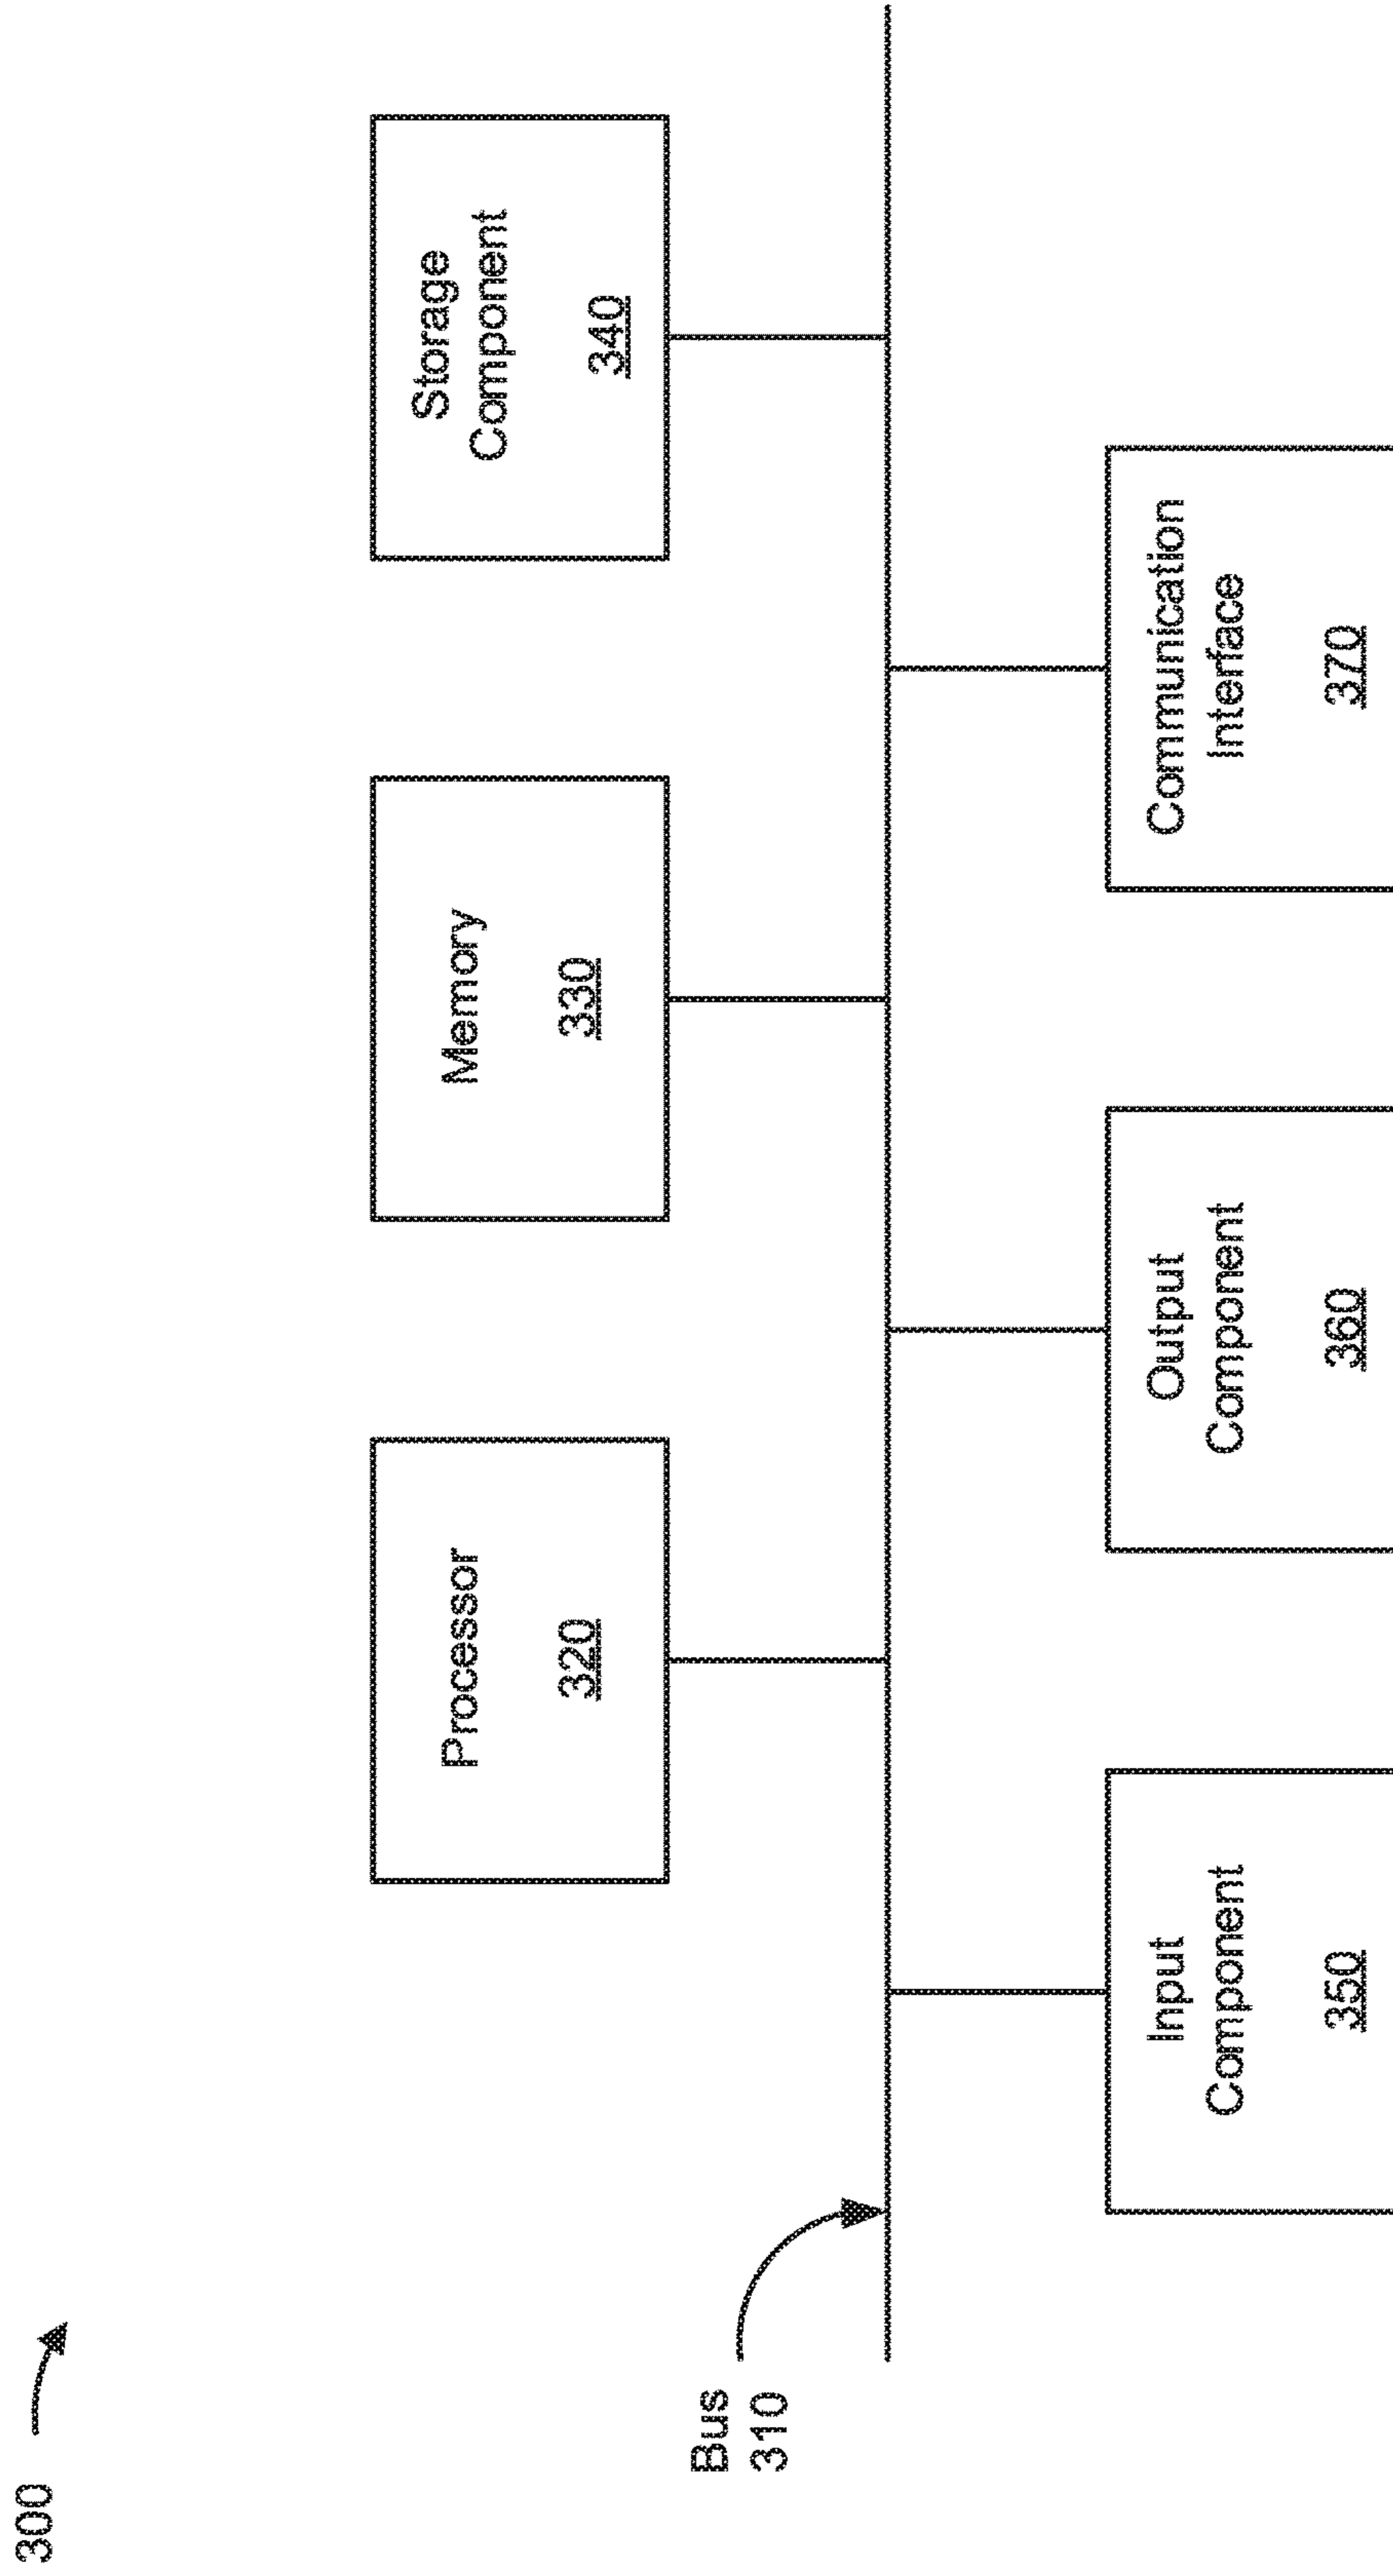 300
Bus
310
Processor
320
Memory
330
Storage
Component
340
Input
Component
350
Output
Component
360
Communication
Interface
370